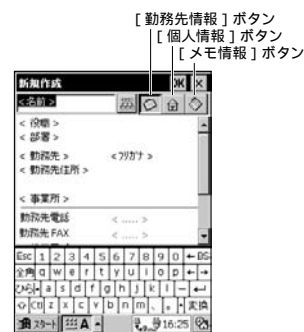 [ 勤務先情報 ] ボタン
[ 個人情報 ] ボタン
[ メモ情報 ] ボタン
新規作成 OK ×
<名前>
< 役職 >
< 部署 >
< 勤務先 > <フリガナ >
< 勤務先住所 >
< 事業所 >
勤務先電話 < ..... >
勤務先 FAX < ..... >
Esc 1 2 3 4 5 6 7 8 9 0 ←BS
全角 q w e r t y u i o p ← →
ひら a s d f g h j k l - ↵
Ctl z x c v b n m 、 。 ・ 変換
スタート A 16:25